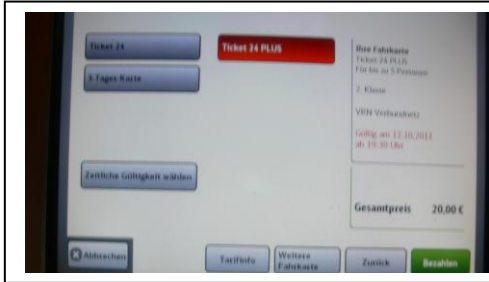 Ticket 24
Ticket 24 PLUS
3-Tages-Karte
Zeitliche Gültigkeit wählen
Ihre Fahrkarte
Ticket 24 PLUS
Für bis zu 5 Personen
2. Klasse
VRN Verbundnetz
Gültig am 12.10.2012
ab 19:30 Uhr
Gesamtpreis 20,00 €
Abbrechen
Tarifinfo
Weitere
Fahrkarte
Zurück
Bezahlen